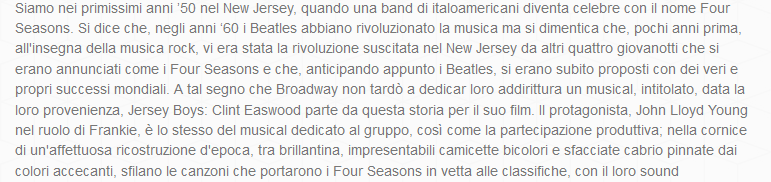 Siamo nei primissimi anni ’50 nel New Jersey, quando una band di italoamericani diventa celebre con il nome Four
Seasons. Si dice che, negli anni ‘60 i Beatles abbiano rivoluzionato la musica ma si dimentica che, pochi anni prima,
all'insegna della musica rock, vi era stata la rivoluzione suscitata nel New Jersey da altri quattro giovanotti che si
erano annunciati come i Four Seasons e che, anticipando appunto i Beatles, si erano subito proposti con dei veri e
propri successi mondiali. A tal segno che Broadway non tardò a dedicar loro addirittura un musical, intitolato, data la
loro provenienza, Jersey Boys: Clint Easwood parte da questa storia per il suo film. Il protagonista, John Lloyd Young
nel ruolo di Frankie, è lo stesso del musical dedicato al gruppo, così come la partecipazione produttiva; nella cornice
di un'affettuosa ricostruzione d'epoca, tra brillantina, impresentabili camicette bicolori e sfacciate cabrio pinnate dai
colori accecanti, sfilano le canzoni che portarono i Four Seasons in vetta alle classifiche, con il loro sound